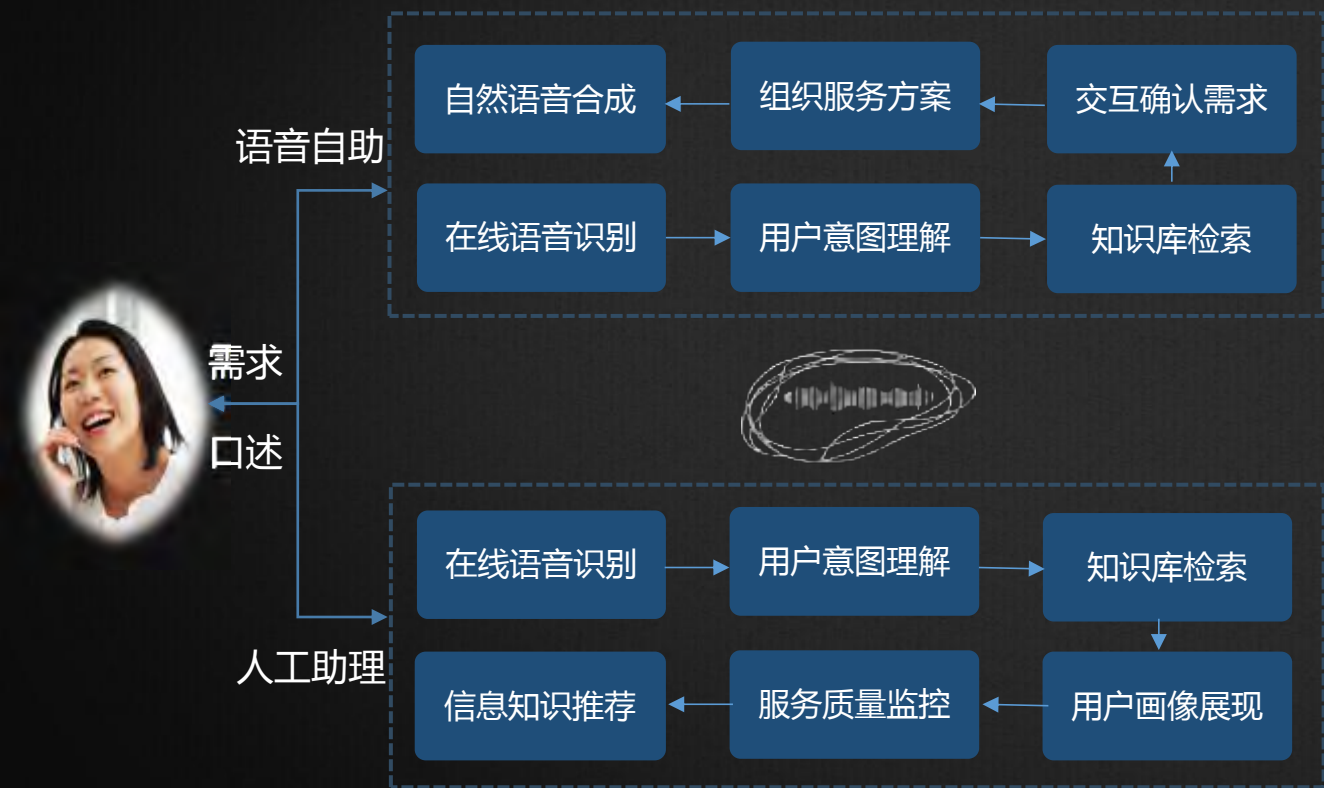 自然语音合成
组织服务方案
交互确认需求
语音自助
在线语音识别
用户意图理解
知识库检索
需求
口述
在线语音识别
用户意图理解
知识库检索
人工助理
信息知识推荐
服务质量监控
用户画像展现